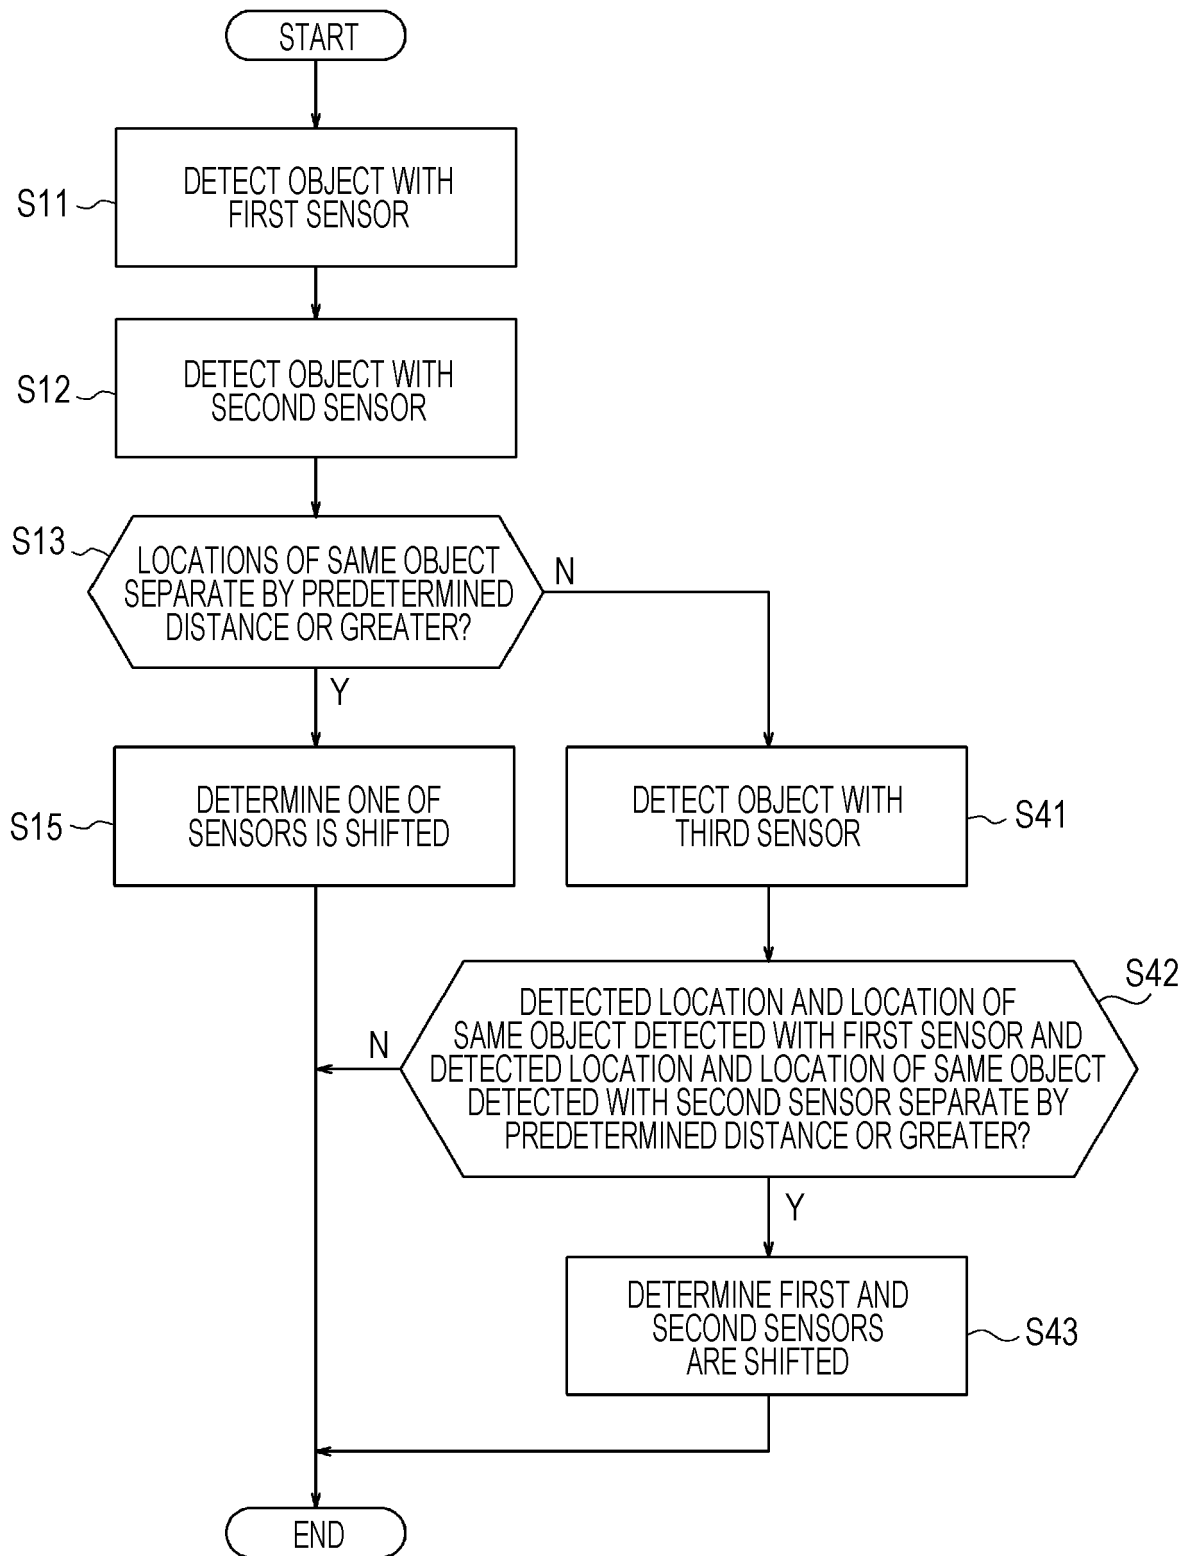 START
S11
DETECT OBJECT WITH
FIRST SENSOR
S12
DETECT OBJECT WITH
SECOND SENSOR
S13
LOCATIONS OF SAME OBJECT
SEPARATE BY PREDETERMINED
DISTANCE OR GREATER?
N
Y
S15
DETERMINE ONE OF
SENSORS IS SHIFTED
DETECT OBJECT WITH
THIRD SENSOR
S41
S42
DETECTED LOCATION AND LOCATION OF
SAME OBJECT DETECTED WITH FIRST SENSOR AND
DETECTED LOCATION AND LOCATION OF SAME OBJECT
DETECTED WITH SECOND SENSOR SEPARATE BY
PREDETERMINED DISTANCE OR GREATER?
N
Y
DETERMINE FIRST AND
SECOND SENSORS
ARE SHIFTED
S43
END